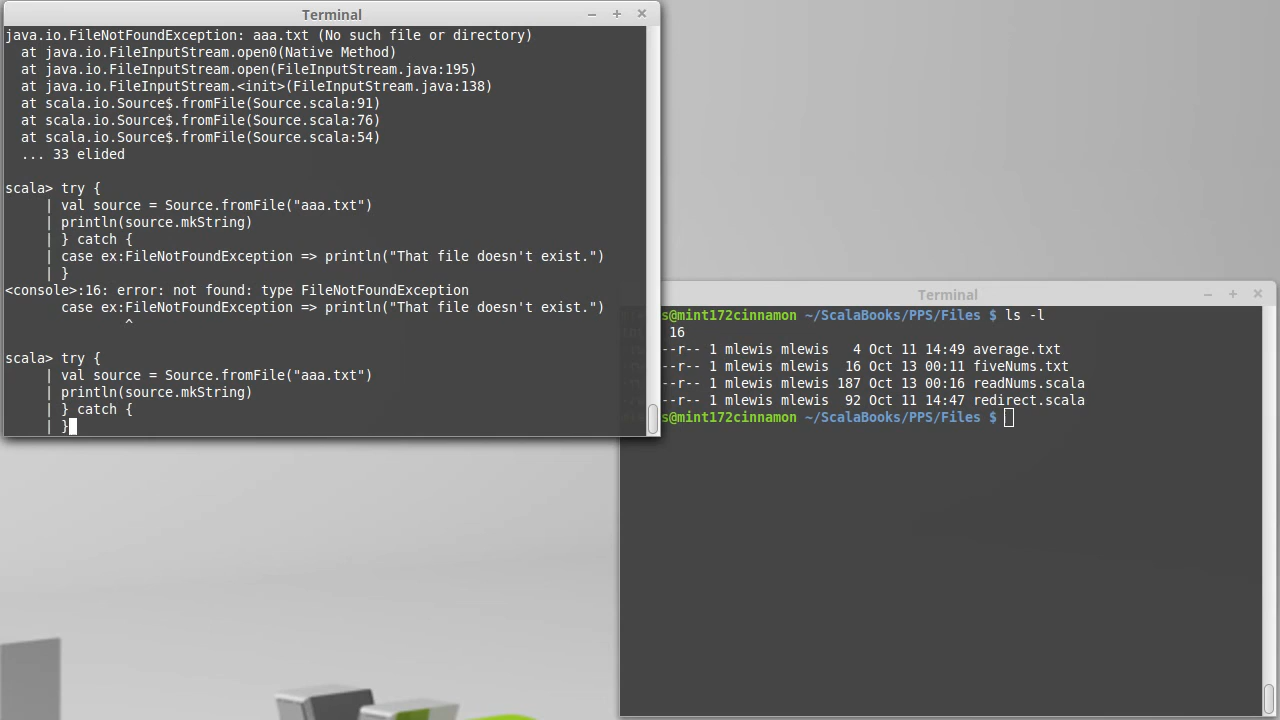 Terminal
java.io.FileNotFoundException: aaa.txt (No such file or directory)
  at java.io.FileInputStream.open0(Native Method)
  at java.io.FileInputStream.open(FileInputStream.java:195)
  at java.io.FileInputStream.<init>(FileInputStream.java:138)
  at scala.io.Source$.fromFile(Source.scala:91)
  at scala.io.Source$.fromFile(Source.scala:76)
  at scala.io.Source$.fromFile(Source.scala:54)
  ... 33 elided
scala> try {
     | val source = Source.fromFile("aaa.txt")
     | println(source.mkString)
     | } catch {
     | case ex:FileNotFoundException => println("That file doesn't exist.")
     | }
<console>:16: error: not found: type FileNotFoundException
       case ex:FileNotFoundException => println("That file doesn't exist.")
               ^
scala> try {
     | val source = Source.fromFile("aaa.txt")
     | println(source.mkString)
     | } catch {
     | }
Terminal
s@mint172cinnamon ~/ScalaBooks/PPS/Files $ ls -l
16
--r-- 1 mlewis mlewis   4 Oct 11 14:49 average.txt
--r-- 1 mlewis mlewis  16 Oct 13 00:11 fiveNums.txt
--r-- 1 mlewis mlewis 187 Oct 13 00:16 readNums.scala
--r-- 1 mlewis mlewis  92 Oct 11 14:47 redirect.scala
s@mint172cinnamon ~/ScalaBooks/PPS/Files $